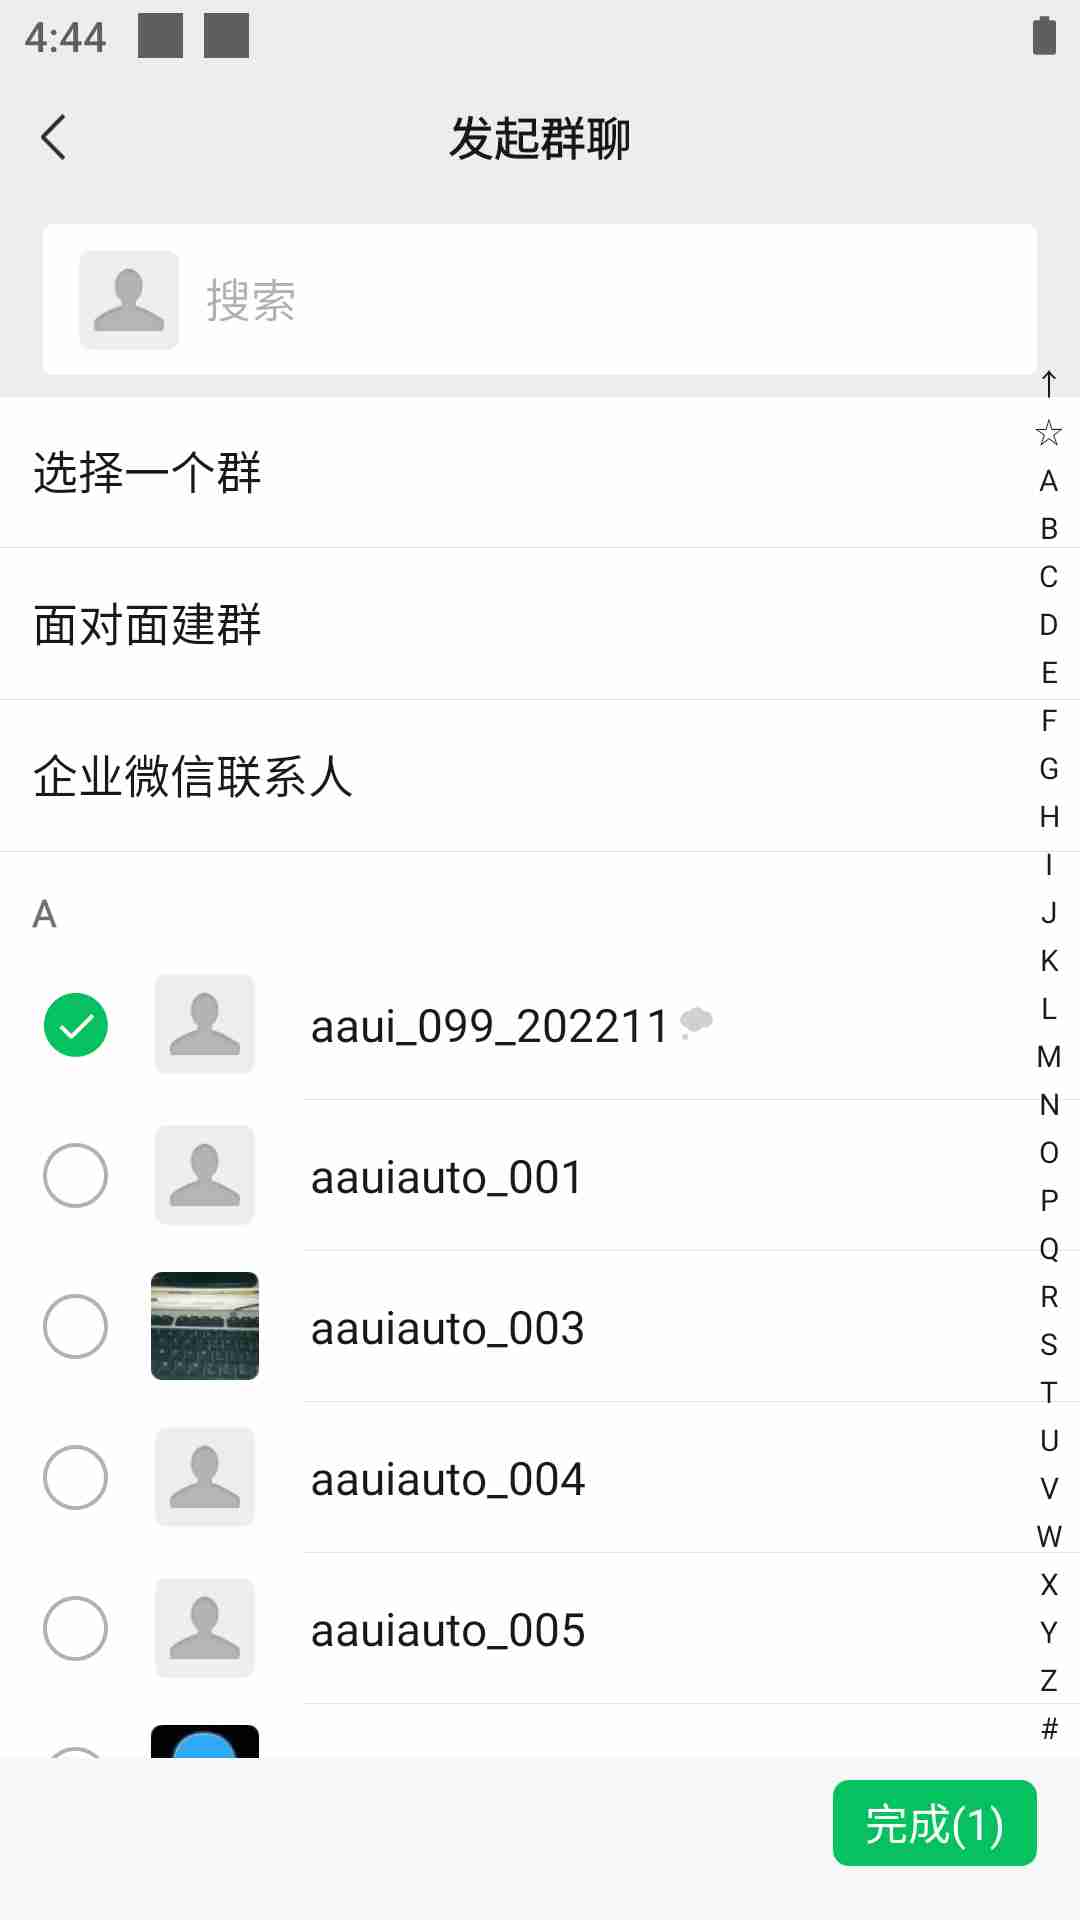 4:44
发起群聊
搜索
↑
☆
选择一个群
面对面建群
企业微信联系人
A
aaui_099_202211
aauiauto_001
aauiauto_003
aauiauto_004
aauiauto_005
A
B
C
D
E
F
G
H
I
J
K
L
M
N
O
P
Q
R
S
T
U
V
W
X
Y
Z
#
完成(1)